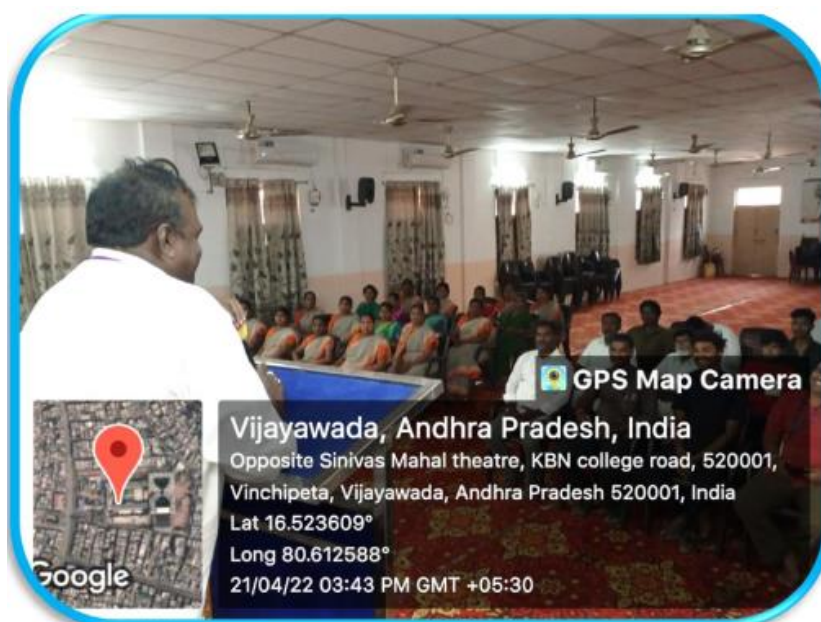 GPS Map Camera
Vijayawada, Andhra Pradesh, India
Opposite Sinivas Mahal theatre, KBN college road, 520001,
Vinchipeta, Vijayawada, Andhra Pradesh 520001, India
Lat 16.523609°
Long 80.612588°
21/04/22 03:43 PM GMT +05:30
Google